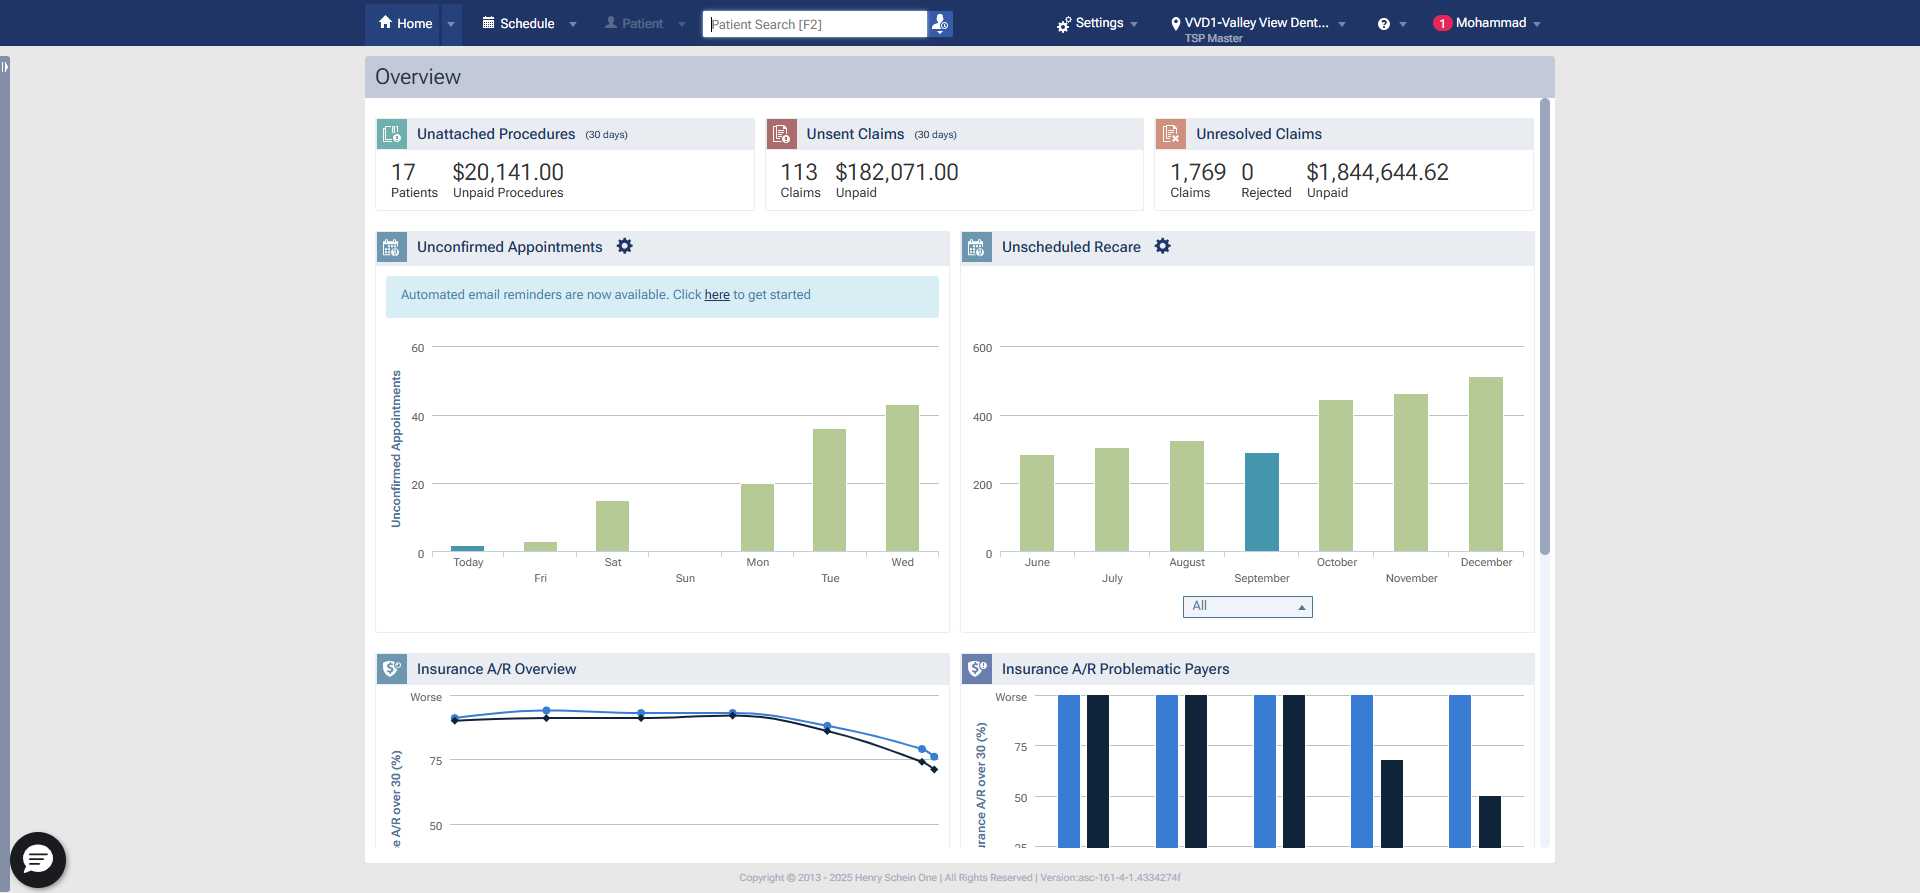 Home
Schedule
Patient
Patient Search [F2]
Settings
VVD1-Valley View Dent...
TSP Master
?
1
Mohammad
Overview
Unattached Procedures (30 days)
17
Patients
$20,141.00
Unpaid Procedures
Unsent Claims (30 days)
113
Claims
$182,071.00
Unpaid
Unresolved Claims
1,769
Claims
0
Rejected
$1,844,644.62
Unpaid
Unconfirmed Appointments
Automated email reminders are now available. Click here to get started
Unconfirmed Appointments
60
40
20
0
Today
Fri
Sat
Sun
Mon
Tue
Wed
Unscheduled Recare
600
400
200
0
June
July
August
September
October
November
December
All
Insurance A/R Overview
Worse
75
50
e A/R over 30 (%)
Insurance A/R Problematic Payers
Worse
75
50
25
urance A/R over 30 (%)
Copyright © 2013 - 2025 Henry Schein One | All Rights Reserved | Version:asc-161-4-1.4334274f